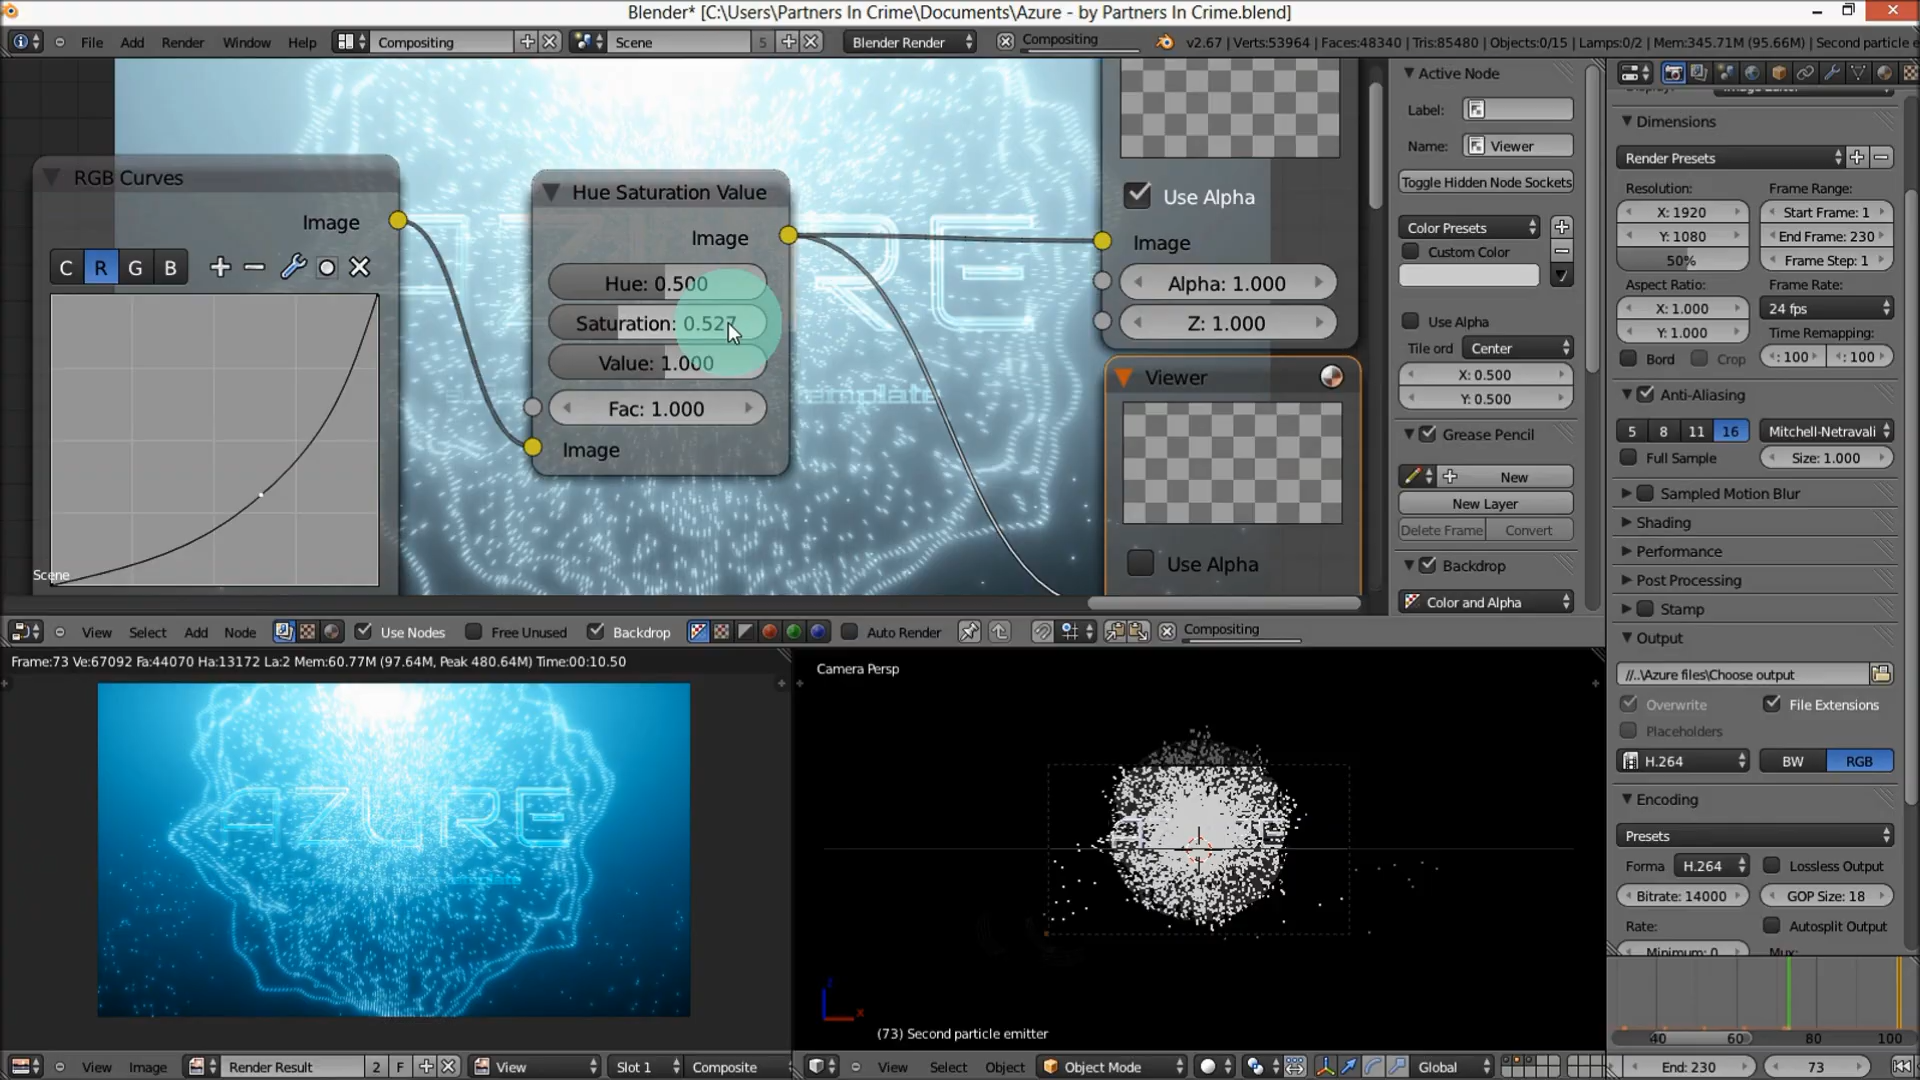 Blender* [C:\Users\Partners In Crime\Documents\Azure - by Partners In Crime.blend]
File Add Render Window Help Compositing Scene 5 Blender Render Compositing v2.67 | Verts:53964 | Faces:48340 | Tris:85480 | Objects:0/15 | Lamps:0/2 | Mem:345.71M (95.66M) | Second particle e
RGB Curves
Image
C R G B
Scene
Hue Saturation Value
Image
Hue: 0.500
Saturation: 0.527
Value: 1.000
Fac: 1.000
Image
AZURE
template
Use Alpha
Image
Alpha: 1.000
Z: 1.000
Viewer
Use Alpha
Active Node
Label:
Name: Viewer
Toggle Hidden Node Sockets
Color Presets
Custom Color
Use Alpha
Tile ord Center
X: 0.500
Y: 0.500
Grease Pencil
New
New Layer
Delete Frame Convert
Backdrop
Color and Alpha
Dimensions
Render Presets
Resolution: Frame Range:
X: 1920 Start Frame: 1
Y: 1080 End Frame: 230
50% Frame Step: 1
Aspect Ratio: Frame Rate:
X: 1.000 24 fps
Y: 1.000 Time Remapping:
Bord Crop : 100 : 100
Anti-Aliasing
5 8 11 16 Mitchell-Netravali
Full Sample Size: 1.000
Sampled Motion Blur
Shading
Performance
Post Processing
Stamp
Output
//..\Azure files\Choose output
Overwrite File Extensions
Placeholders
H.264 BW RGB
Encoding
Presets
Forma H.264 Lossless Output
Bitrate: 14000 GOP Size: 18
Rate: Autosplit Output
Minimum: 0 Mux:
View Select Add Node Use Nodes Free Unused Backdrop Auto Render Compositing
Frame:73 Ve:67092 Fa:44070 Ha:13172 La:2 Mem:60.77M (97.64M, Peak 480.64M) Time:00:10.50
AZURE
Camera Persp
(73) Second particle emitter
40 60 80 100
View Image Render Result 2 F View Slot 1 Composite
View Select Object Object Mode Global
End: 230 73